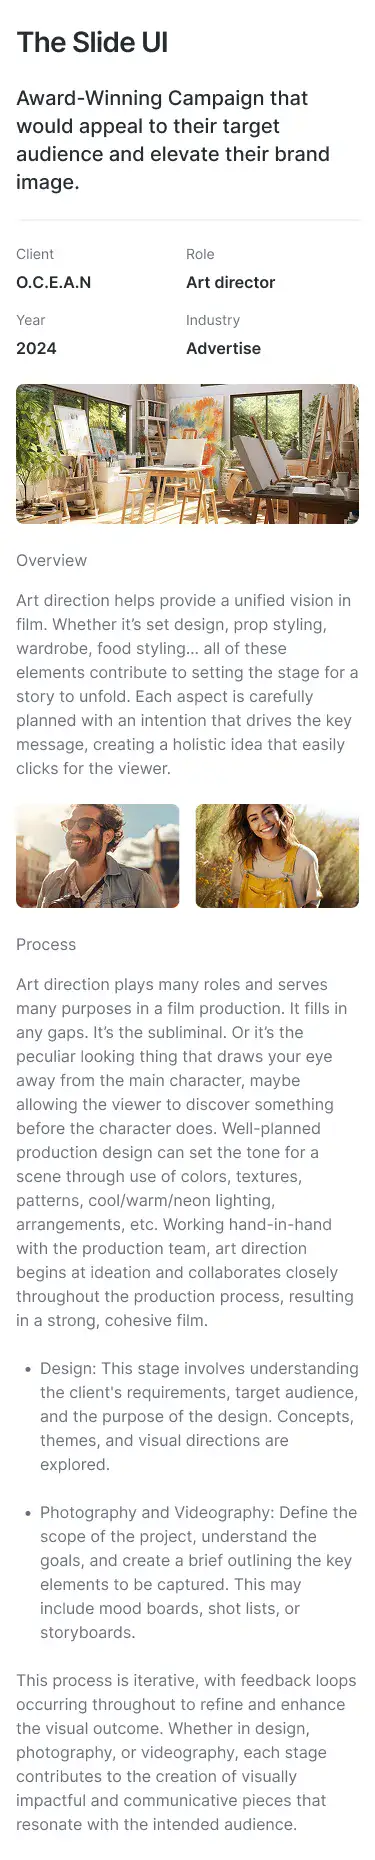 The Slide UI
Award-Winning Campaign that
would appeal to their target
audience and elevate their brand
image.
Client
Role
O.C.E.A.N
Art director
Year
Industry
2024
Advertise
Overview
Art direction helps provide a unified vision in
film. Whether it’s set design, prop styling,
wardrobe, food styling... all of these
elements contribute to setting the stage for a
story to unfold. Each aspect is carefully
planned with an intention that drives the key
message, creating a holistic idea that easily
clicks for the viewer.
Process
Art direction plays many roles and serves
many purposes in a film production. It fills in
any gaps. It’s the subliminal. Or it’s the
peculiar looking thing that draws your eye
away from the main character, maybe
allowing the viewer to discover something
before the character does. Well-planned
production design can set the tone for a
scene through use of colors, textures,
patterns, cool/warm/neon lighting,
arrangements, etc. Working hand-in-hand
with the production team, art direction
begins at ideation and collaborates closely
throughout the production process, resulting
in a strong, cohesive film.
• Design: This stage involves understanding
the client's requirements, target audience,
and the purpose of the design. Concepts,
themes, and visual directions are
explored.
• Photography and Videography: Define the
scope of the project, understand the
goals, and create a brief outlining the key
elements to be captured. This may
include mood boards, shot lists, or
storyboards.
This process is iterative, with feedback loops
occurring throughout to refine and enhance
the visual outcome. Whether in design,
photography, or videography, each stage
contributes to the creation of visually
impactful and communicative pieces that
resonate with the intended audience.